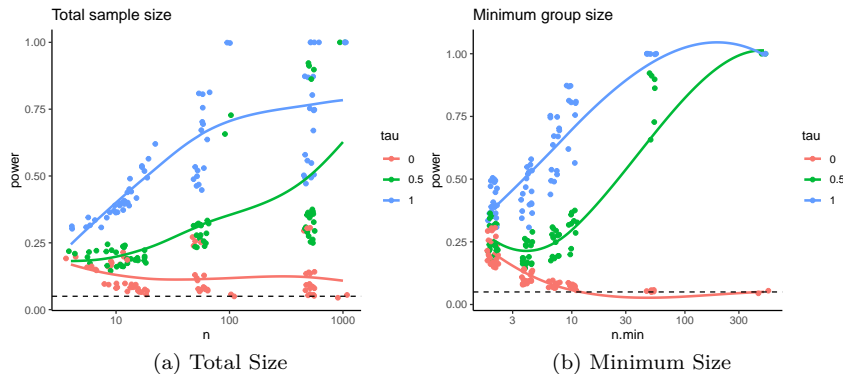 Total sample size
1.00
0.75
0.50
0.25
0.00
power
10
100
1000
n
tau
0
0.5
1
(a) Total Size
Minimum group size
1.00
0.75
0.50
0.25
0.00
power
3
10
30
100
300
n.min
tau
0
0.5
1
(b) Minimum Size